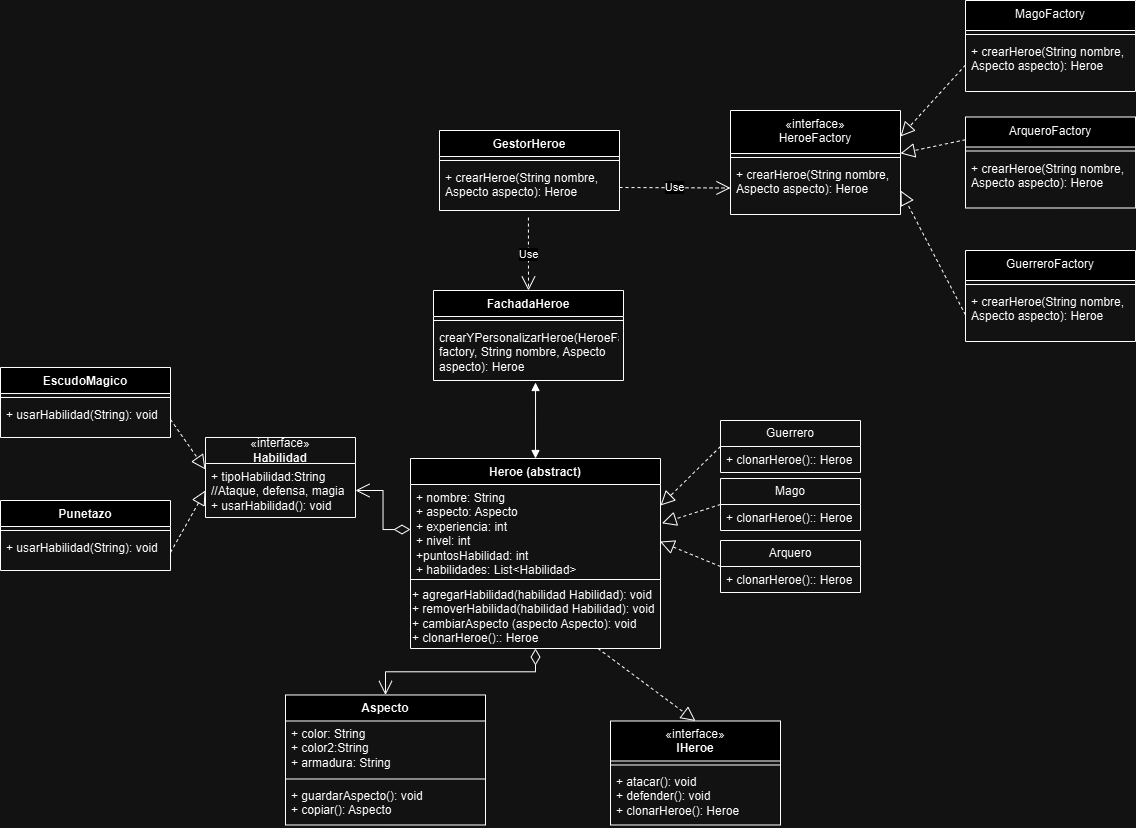 MagoFactory
+ crearHeroe(String nombre,
Aspecto aspecto): Heroe
«interface»
HeroeFactory
+ crearHeroe(String nombre,
Aspecto aspecto): Heroe
ArqueroFactory
+ crearHeroe(String nombre,
Aspecto aspecto): Heroe
GestorHeroe
+ crearHeroe(String nombre,
Aspecto aspecto): Heroe
Use
Use
GuerreroFactory
+ crearHeroe(String nombre,
Aspecto aspecto): Heroe
FachadaHeroe
crearYPersonalizarHeroe(HeroeF
factory, String nombre, Aspecto
aspecto): Heroe
EscudoMagico
+ usarHabilidad(String): void
«interface»
Habilidad
+ tipoHabilidad:String
//Ataque, defensa, magia
+ usarHabilidad(): void
Punetazo
+ usarHabilidad(String): void
Heroe (abstract)
+ nombre: String
+ aspecto: Aspecto
+ experiencia: int
+ nivel: int
+puntosHabilidad: int
+ habilidades: List<Habilidad>
+ agregarHabilidad(habilidad Habilidad): void
+ removerHabilidad(habilidad Habilidad): void
+ cambiarAspecto (aspecto Aspecto): void
+ clonarHeroe():: Heroe
Guerrero
+ clonarHeroe():: Heroe
Mago
+ clonarHeroe():: Heroe
Arquero
+ clonarHeroe():: Heroe
Aspecto
+ color: String
+ color2:String
+ armadura: String
+ guardarAspecto(): void
+ copiar(): Aspecto
«interface»
IHeroe
+ atacar(): void
+ defender(): void
+ clonarHeroe(): Heroe